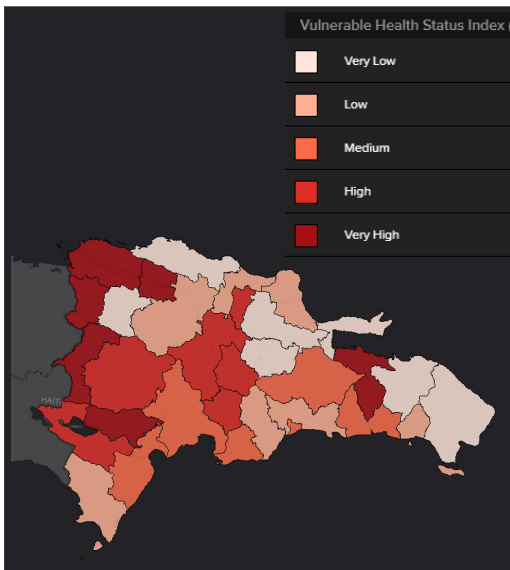 Vulnerable Health Status Index (
Very Low
Low
Medium
High
Very High
HAITI